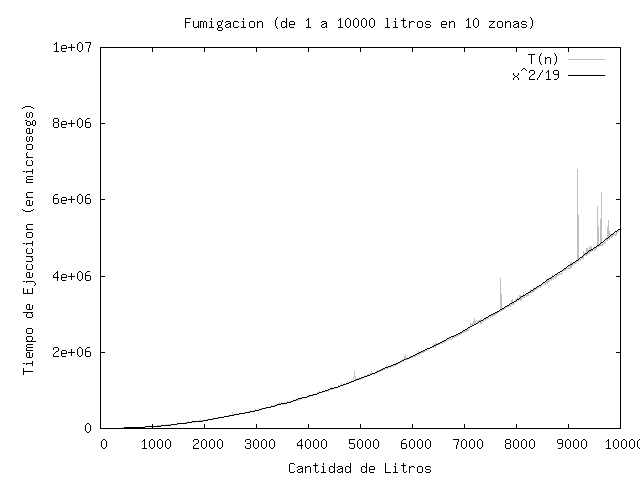 Fumigacion (de 1 a 10000 litros en 10 zonas)
1e+07
T(n)
x^2/19
8e+06
6e+06
4e+06
2e+06
0
Tiempo de Ejecucion (en microsegs)
0 1000 2000 3000 4000 5000 6000 7000 8000 9000 10000
Cantidad de Litros